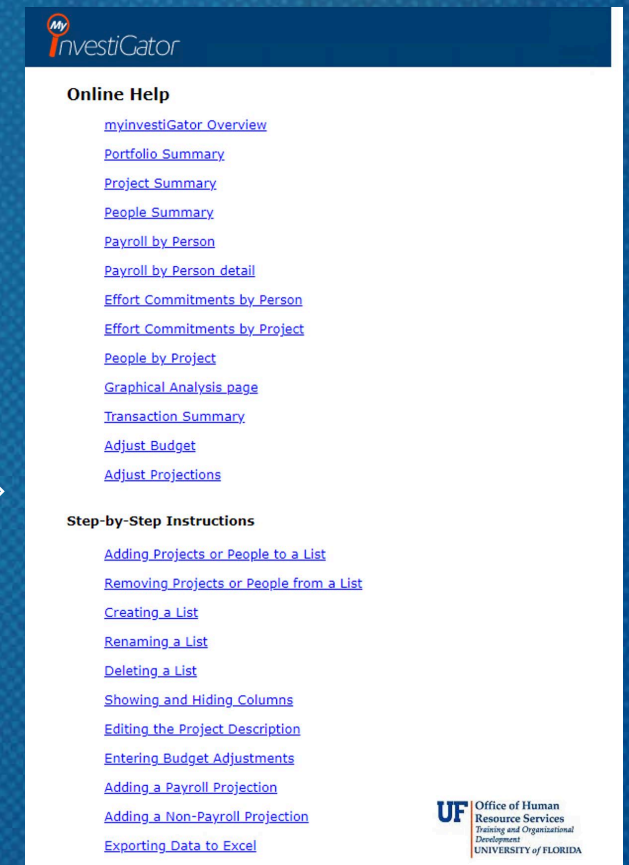 My
InvestiGator
Online Help
myinvestiGator Overview
Portfolio Summary
Project Summary
People Summary
Payroll by Person
Payroll by Person detail
Effort Commitments by Person
Effort Commitments by Project
People by Project
Graphical Analysis page
Transaction Summary
Adjust Budget
Adjust Projections
Step-by-Step Instructions
Adding Projects or People to a List
Removing Projects or People from a List
Creating a List
Renaming a List
Deleting a List
Showing and Hiding Columns
Editing the Project Description
Entering Budget Adjustments
Adding a Payroll Projection
Adding a Non-Payroll Projection
Exporting Data to Excel
UF
Office of Human
Resource Services
Training and Organizational
Development
UNIVERSITY of FLORIDA